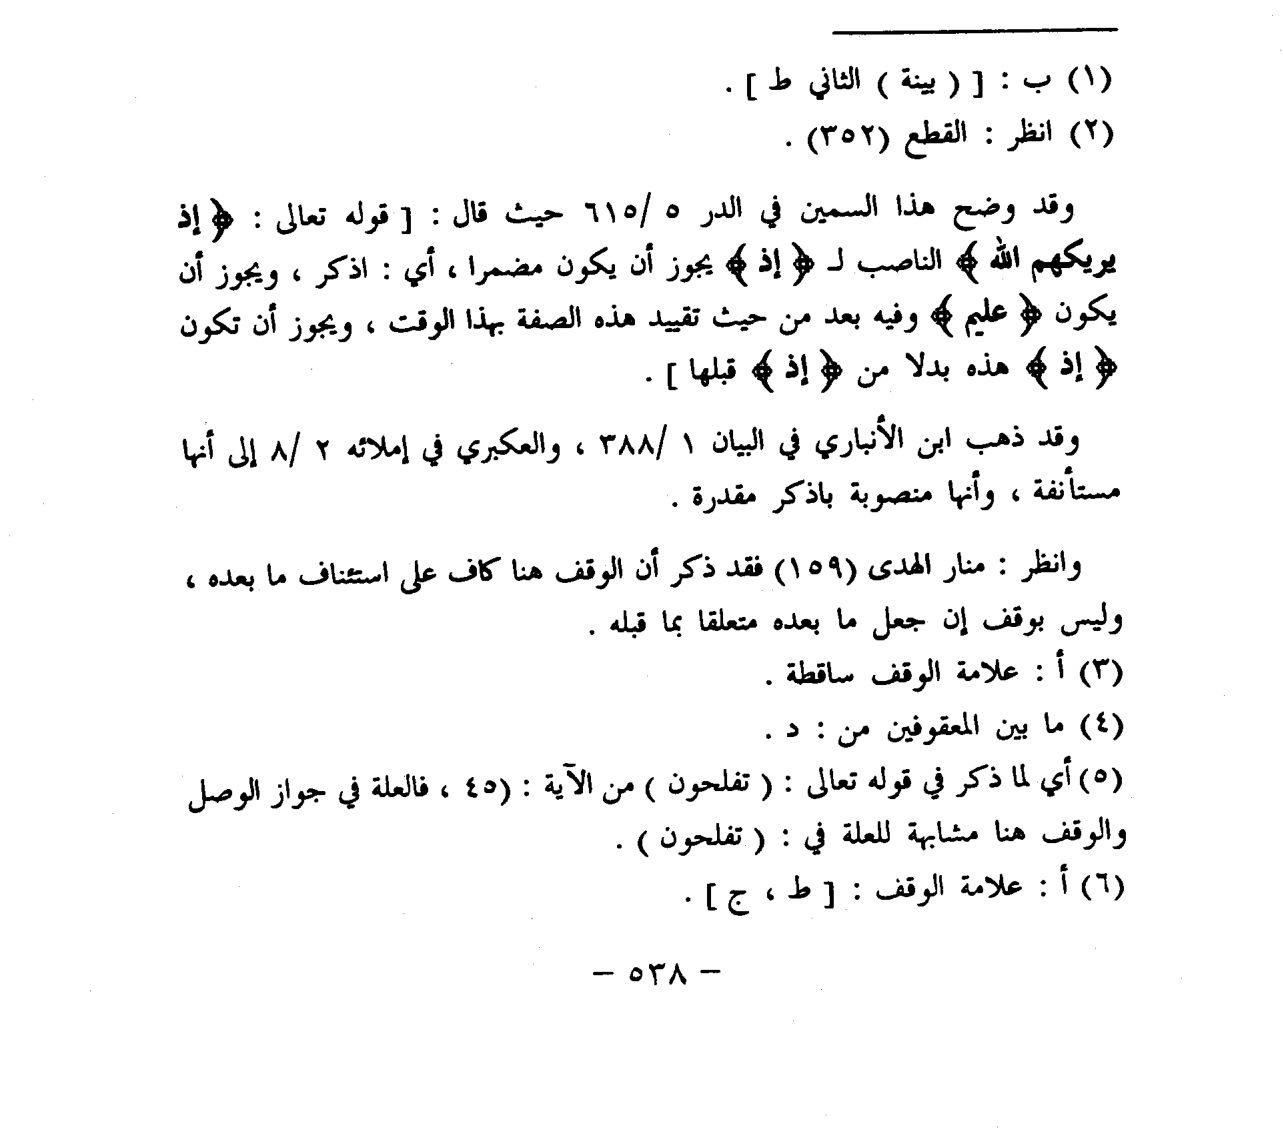 (١) ب : [ ( بينة ) الثاني ط ] .
(٢) انظر : القطع (٣٥٢) .
وقد وضح هذا السمين في الدر ٥ /٦١٥ حيث قال : [ قوله تعالى : ﴿ إذ
يريكهم الله ﴾ الناصب لـ ﴿ إذ ﴾ يجوز أن يكون مضمرا ، أي : اذكر ، ويجوز أن
يكون ﴿ عليم ﴾ وفيه بعد من حيث تقييد هذه الصفة بهذا الوقت ، ويجوز أن تكون
﴿ إذ ﴾ هذه بدلا من ﴿ إذ ﴾ قبلها ] .
وقد ذهب ابن الأنباري في البيان ١ /٣٨٨ ، والعكبري في إملائه ٢ /٨ إلى أنها
مستأنفة ، وأنها منصوبة باذكر مقدرة .
وانظر : منار الهدى (١٥٩) فقد ذكر أن الوقف هنا كاف على استئناف ما بعده ،
وليس بوقف إن جعل ما بعده متعلقا بما قبله .
(٣) أ : علامة الوقف ساقطة .
(٤) ما بين المعقوفين من : د .
(٥) أي لما ذكر في قوله تعالى : ( تفلحون ) من الآية : (٤٥ ، فالعلة في جواز الوصل
والوقف هنا مشابهة للعلة في : ( تفلحون ) .
(٦) أ : علامة الوقف : [ ط ، ج ] .
– ٥٣٨ –